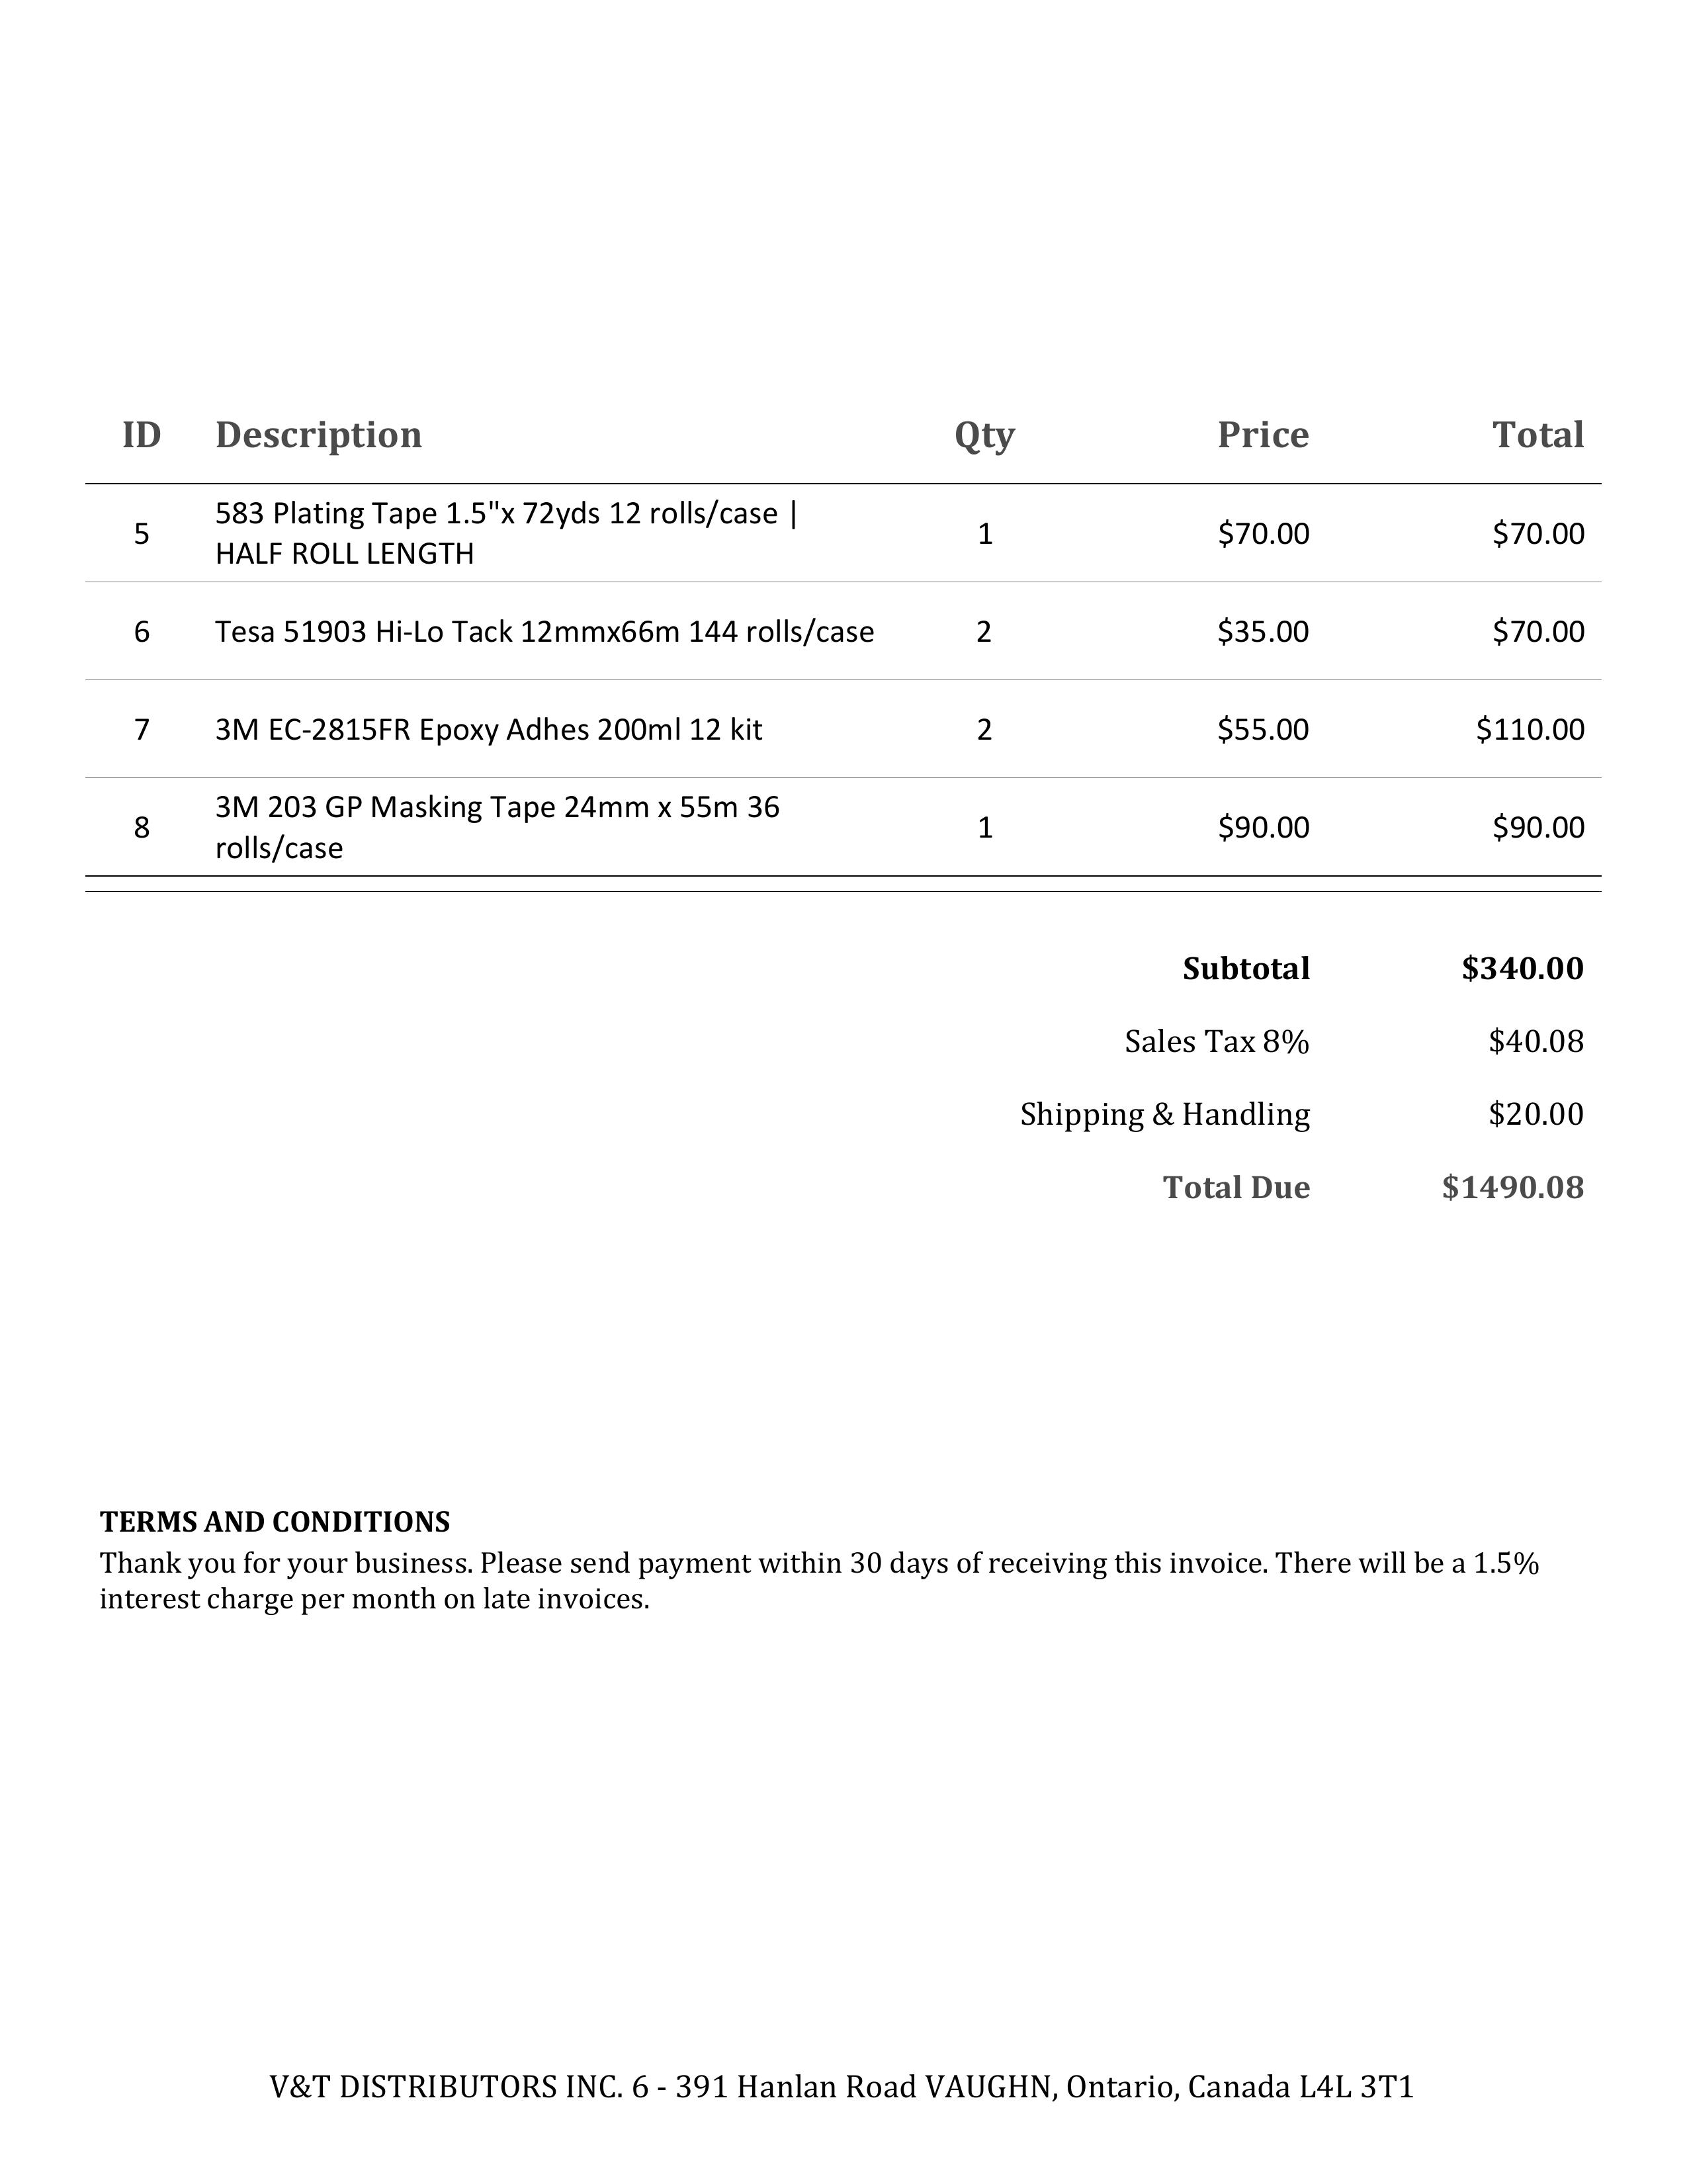 ID Description Qty Price Total
583 Plating Tape 1.5"x 72yds 12 rolls/case |
5 1 $70.00 $70.00
HALF ROLL LENGTH
6 Tesa 51903 Hi-Lo Tack 12mmx66m 144 rolls/case 2 $35.00 $70.00
7 3M EC-2815FR Epoxy Adhes 200ml 12 kit 2 $55.00 $110.00
3M 203 GP Masking Tape 24mm x 55m 36
8 1 $90.00 $90.00
rolls/case
Subtotal $340.00
Sales Tax 8% $40.08
Shipping & Handling $20.00
Total Due $1490.08
TERMS AND CONDITIONS
Thank you for your business. Please send payment within 30 days of receiving this invoice. There will be a 1.5%
interest charge per month on late invoices.
V&T DISTRIBUTORS INC. 6 - 391 Hanlan Road VAUGHN, Ontario, Canada L4L 3T1